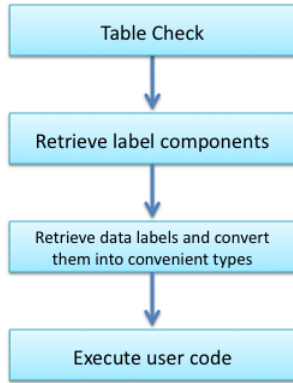 Table Check
Retrieve label components
Retrieve data labels and convert
them into convenient types
Execute user code